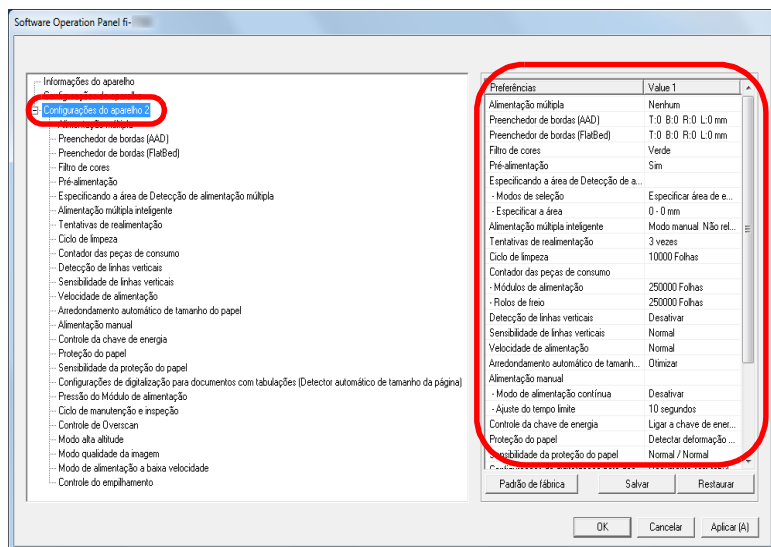 Software Operation Panel fi-
Informações do aparelho
Configurações do aparelho 2
Alimentação múltipla
Preenchedor de bordas (AAD)
Preenchedor de bordas (FlatBed)
Filtro de cores
Pré-alimentação
Especificando a área de Detecção de alimentação múltipla
Alimentação múltipla inteligente
Tentativas de realimentação
Ciclo de limpeza
Contador das peças de consumo
Detecção de linhas verticais
Sensibilidade de linhas verticais
Velocidade de alimentação
Arredondamento automático de tamanho do papel
Alimentação manual
Controle da chave de energia
Proteção do papel
Sensibilidade da proteção do papel
Configurações de digitalização para documentos com tabulações (Detector automático de tamanho da página)
Pressão do Módulo de alimentação
Ciclo de manutenção e inspeção
Controle de Overscan
Modo alta altitude
Modo qualidade da imagem
Modo de alimentação a baixa velocidade
Controle do empilhamento
Preferências Value 1
Alimentação múltipla Nenhum
Preenchedor de bordas (AAD) T:0 B:0 R:0 L:0 mm
Preenchedor de bordas (FlatBed) T:0 B:0 R:0 L:0 mm
Filtro de cores Verde
Pré-alimentação Sim
Especificando a área de Detecção de a...
- Modos de seleção Especificar área de e...
- Especificar a área 0 - 0 mm
Alimentação múltipla inteligente Modo manual Não rel...
Tentativas de realimentação 3 vezes
Ciclo de limpeza 10000 Folhas
Contador das peças de consumo
- Módulos de alimentação 250000 Folhas
- Rolos de freio 250000 Folhas
Detecção de linhas verticais Desativar
Sensibilidade de linhas verticais Normal
Velocidade de alimentação Normal
Arredondamento automático de tamanh... Otimizar
Alimentação manual
- Modo de alimentação contínua Desativar
- Ajuste do tempo limite 10 segundos
Controle da chave de energia Ligar a chave de ener...
Proteção do papel Detectar deformação ...
Sensibilidade da proteção do papel Normal / Normal
Padrão de fábrica Salvar Restaurar
OK Cancelar Aplicar (A)